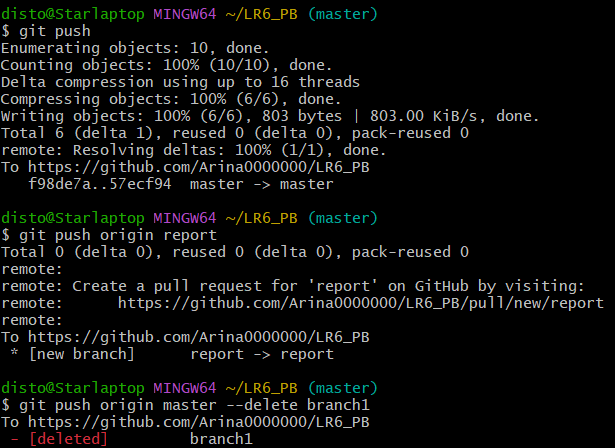 disto@Starlaptop MINGW64 ~/LR6_PB (master)
$ git push
Enumerating objects: 10, done.
Counting objects: 100% (10/10), done.
Delta compression using up to 16 threads
Compressing objects: 100% (6/6), done.
Writing objects: 100% (6/6), 803 bytes | 803.00 KiB/s, done.
Total 6 (delta 1), reused 0 (delta 0), pack-reused 0
remote: Resolving deltas: 100% (1/1), done.
To https://github.com/Arina0000000/LR6_PB
   f98de7a..57ecf94  master -> master
disto@Starlaptop MINGW64 ~/LR6_PB (master)
$ git push origin report
Total 0 (delta 0), reused 0 (delta 0), pack-reused 0
remote:
remote: Create a pull request for 'report' on GitHub by visiting:
remote:      https://github.com/Arina0000000/LR6_PB/pull/new/report
remote:
To https://github.com/Arina0000000/LR6_PB
 * [new branch]      report -> report
disto@Starlaptop MINGW64 ~/LR6_PB (master)
$ git push origin master --delete branch1
To https://github.com/Arina0000000/LR6_PB
 - [deleted]         branch1